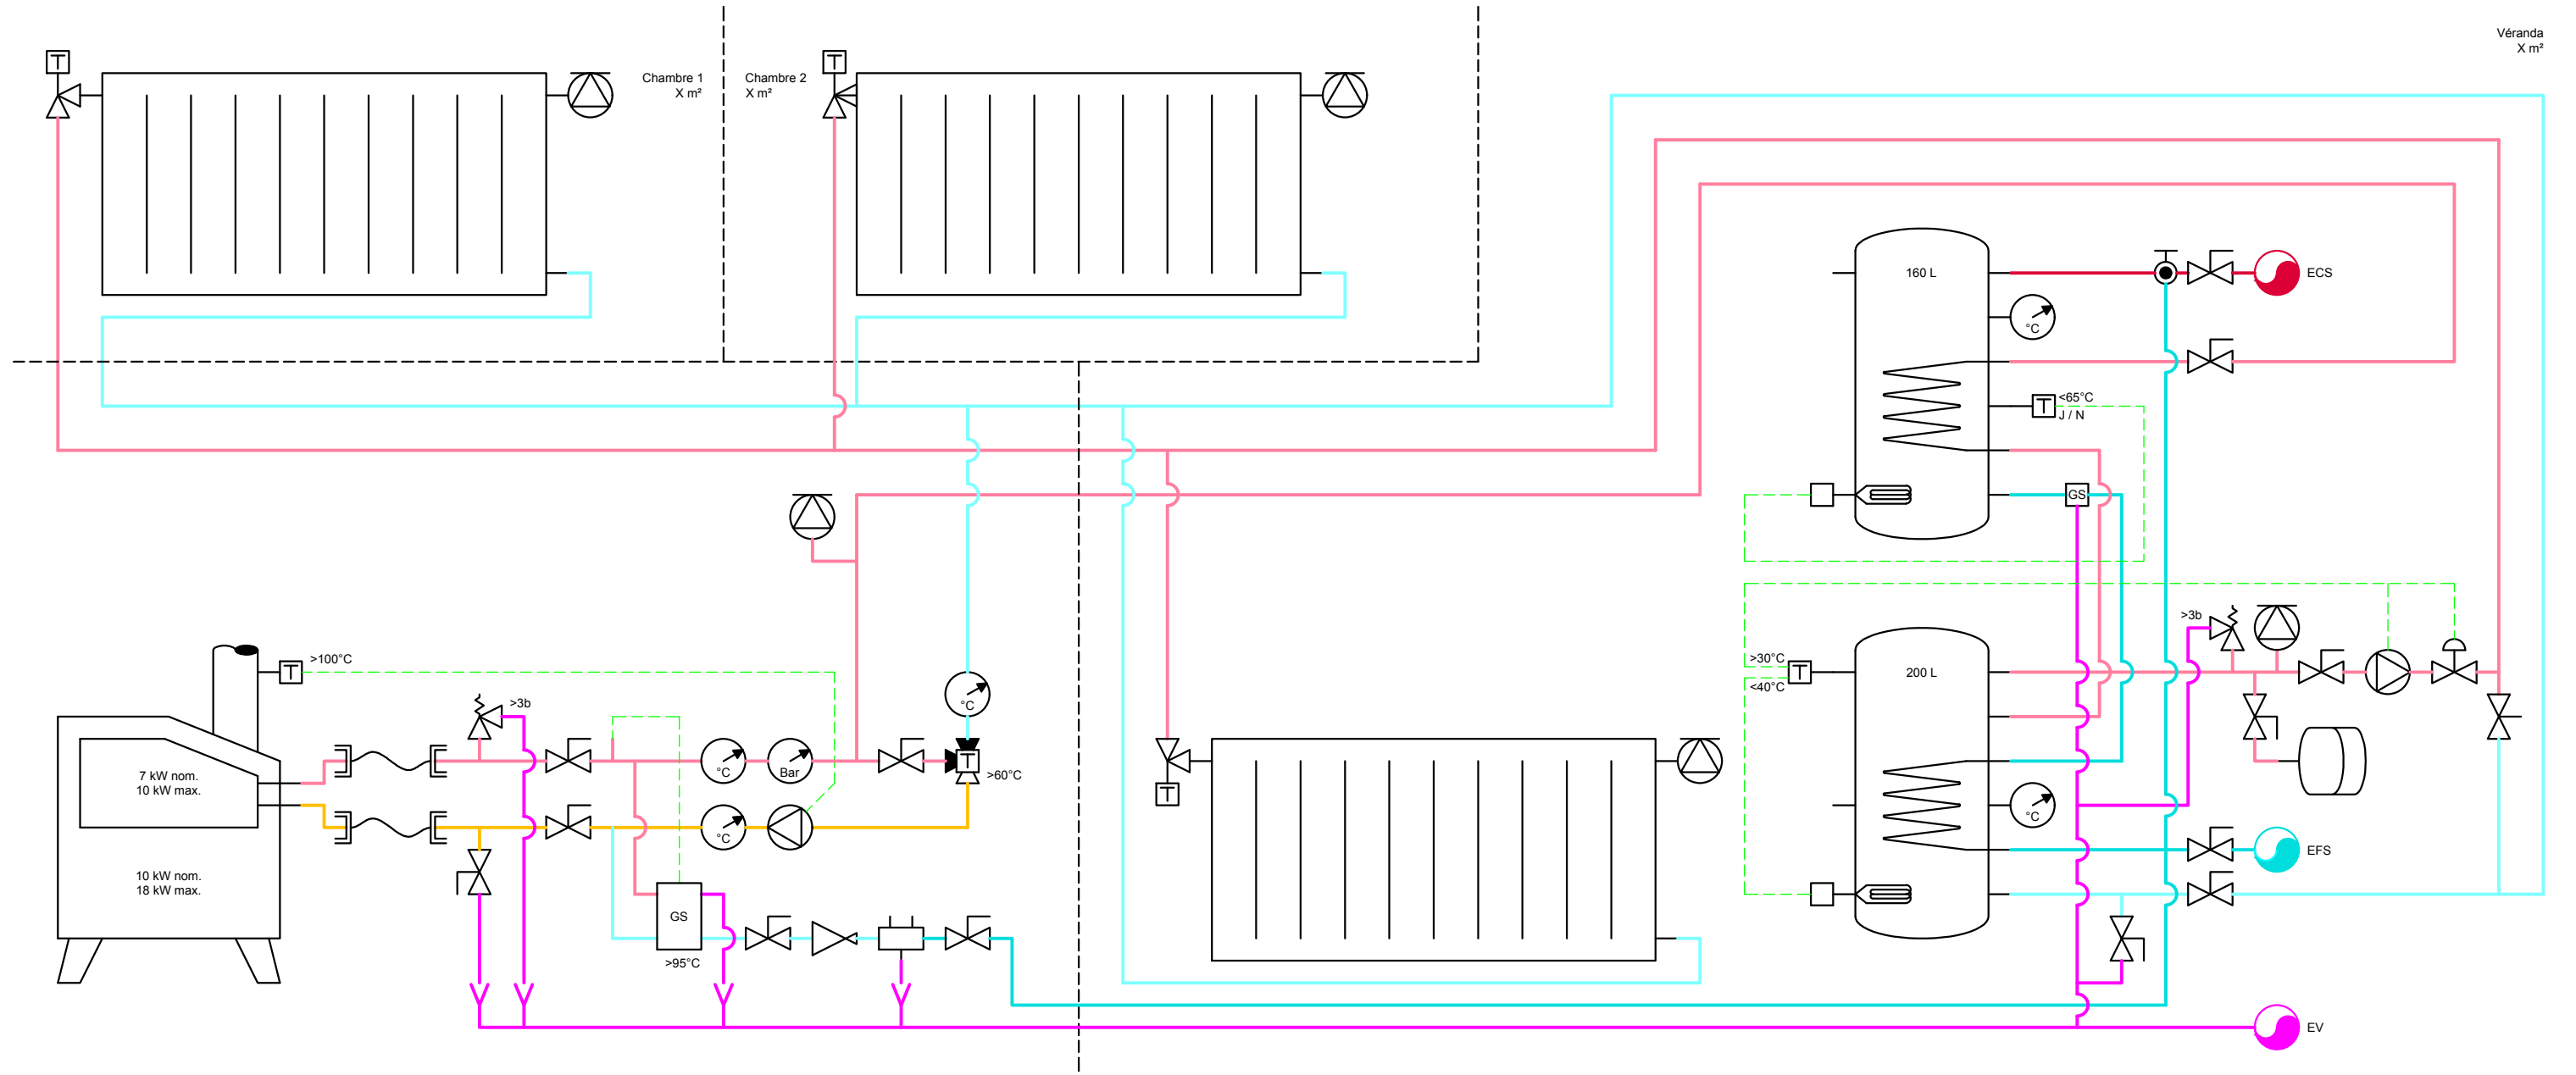 Véranda
X m²
T
T
Chambre 1
X m²
Chambre 2
X m²
160 L
ECS
°C
<65°C
T
J / N
GS
>3b
>100°C
T
>30°C
T
200 L
<40°C
>3b
°C
°C
Bar
T
>60°C
7 kW nom.
10 kW max.
T
°C
°C
EFS
10 kW nom.
18 kW max.
GS
>95°C
EV